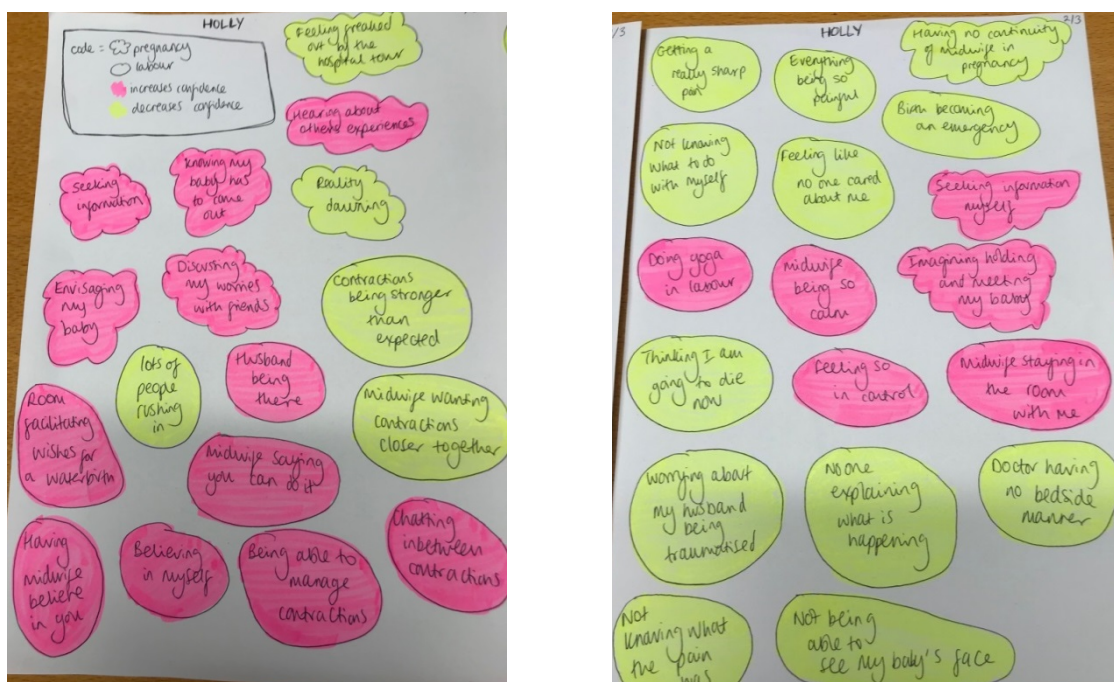 HOLLY
code = pregnancy
labour
increases confidence
decreases confidence
Feeling freaked
out by the
hospital tour
Hearing about
others experiences
Seeking
information
Knowing my
baby has
to come
out
Reality
dawning
Envisaging
my
baby
Discussing
my worries
with friends
Contractions
being stronger
than
expected
lots of
people
rushing
in
Husband
being
there
Room
facilitating
wishes for
a waterbirth
Midwife wanting
contractions
closer together
Midwife saying
you can do it
Having
midwife
believe
in you
Believing
in myself
Being able to
manage
contractions
Chatting
inbetween
contractions
/3
HOLLY
2/3
Getting a
really sharp
pain
Everything
being so
painful
Having no continuity
of midwife in
pregnancy
Birth becoming
an emergency
Not knowing
what to do
with myself
Feeling like
no one cared
about me
Seeking information
myself
Doing yoga
in labour
Midwife
being so
calm
Imagining holding
and meeting
my baby
Thinking I am
going to die
now
Feeling so
in control
Midwife staying in
the room
with me
Worrying about
my husband
being
traumatised
No one
explaining
what is
happening
Doctor having
no bedside
manner
Not
knowing what
the pain
was
Not being
able to
see my baby's face